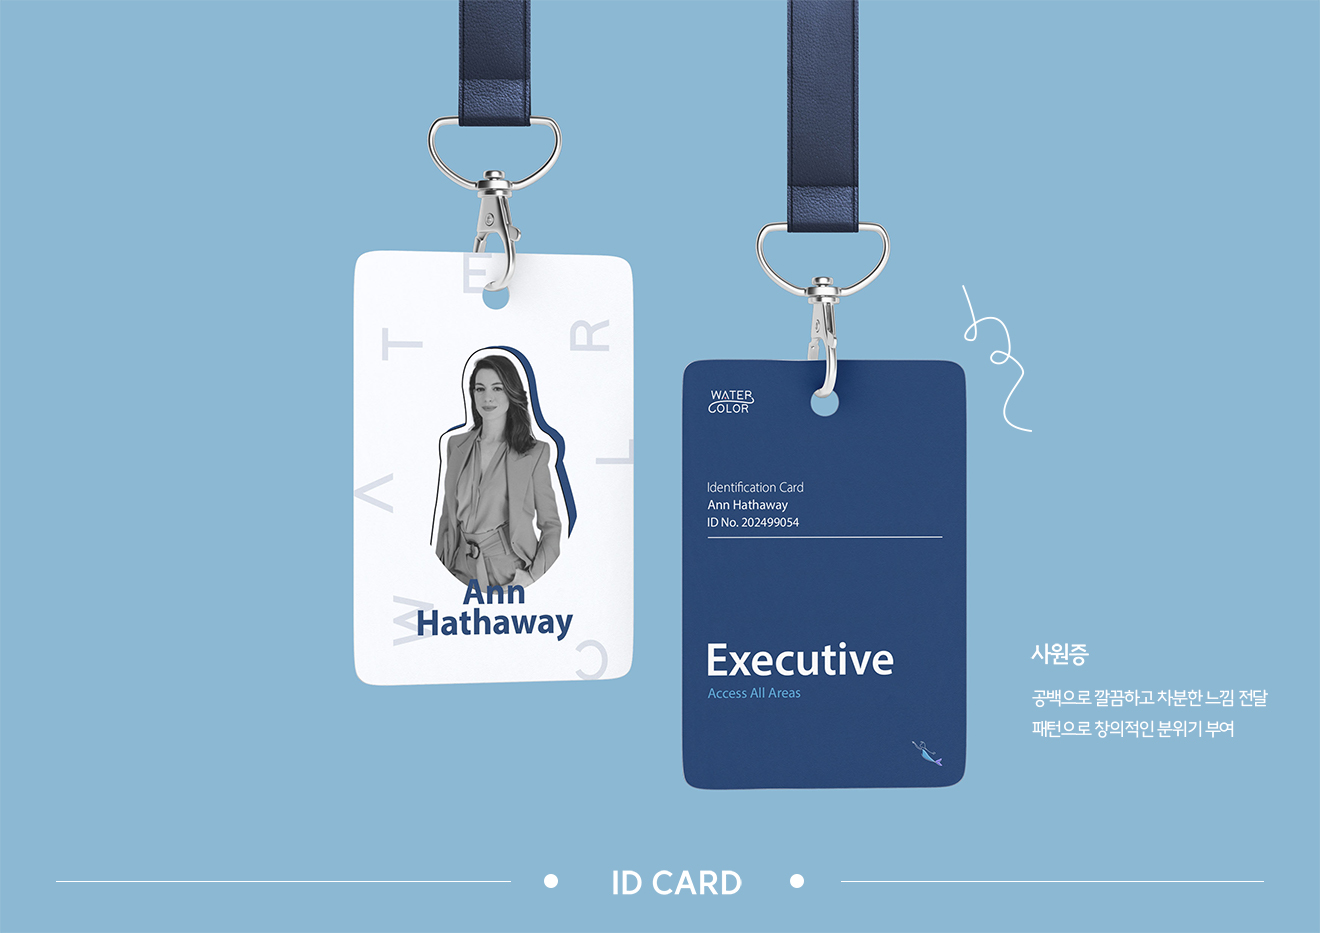 W A T E R C L
Ann
Hathaway
WATER
COLOR
Identification Card
Ann Hathaway
ID No. 202499054
Executive
Access All Areas
사원증
공백으로 깔끔하고 차분한 느낌 전달
패턴으로 창의적인 분위기 부여
ID CARD